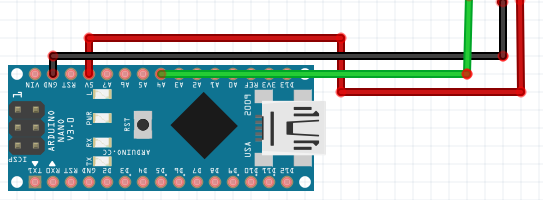 VIN GND RST 5V A7 A6 A5 A4 A3 A2 A1 A0 REF 3V3 D13
1
L
PWR
RX
TX
RST
ARDUINO
NANO
V3.0
ICSP
ARDUINO.CC
2009
USA
TX1 RX0 RST GND D2 D3 D4 D5 D6 D7 D8 D9 D10 D11 D12